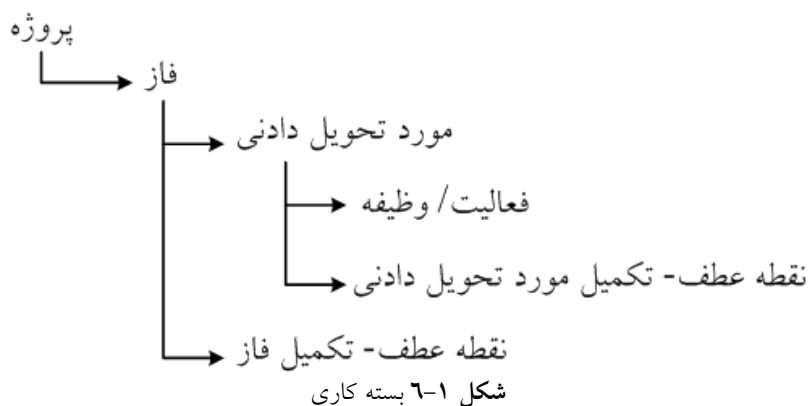 پروژه
فاز
مورد تحویل دادنی
فعالیت/ وظیفه
نقطه عطف- تکمیل مورد تحویل دادنی
نقطه عطف- تکمیل فاز
شکل ۱-۶ بسته کاری